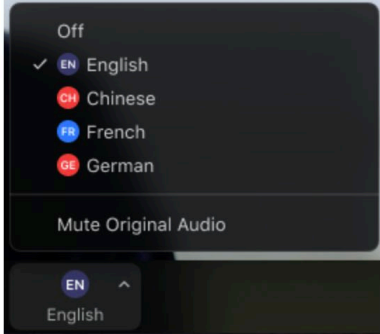 Off
EN English
CH Chinese
FR French
GE German
Mute Original Audio
EN
English